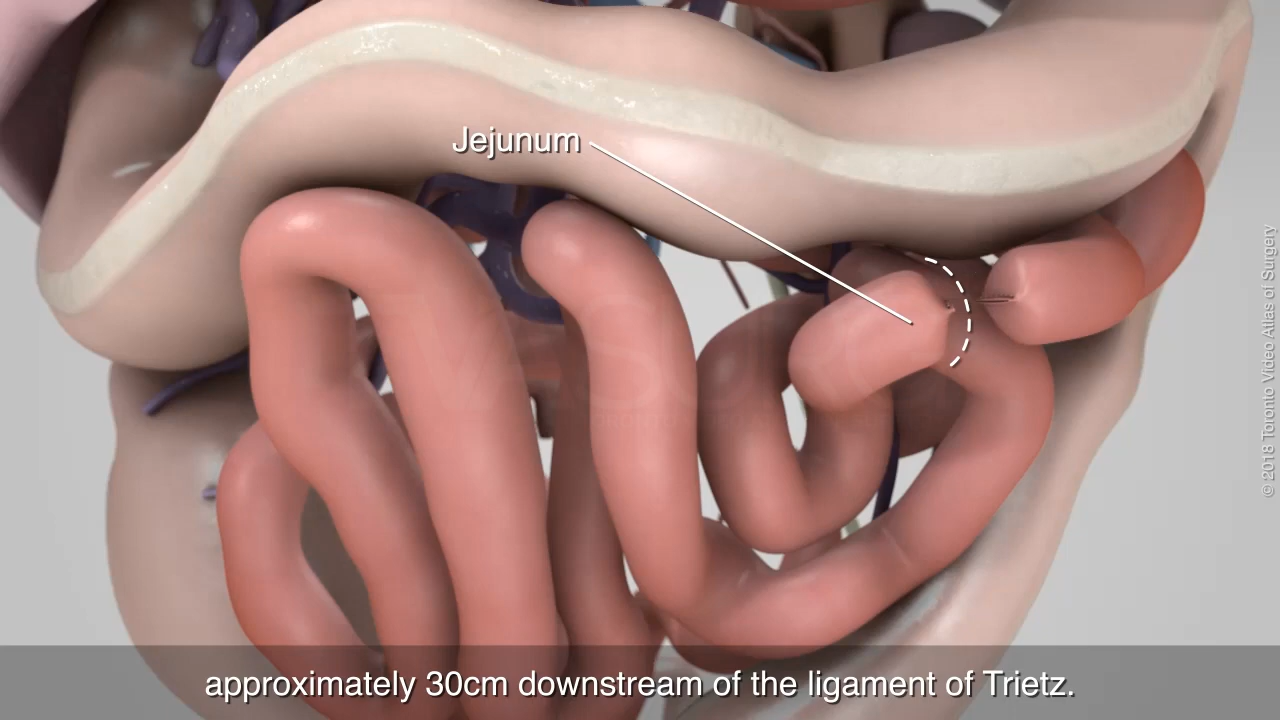 Jejunum
© 2018 Toronto Video Atlas of Surgery
approximately 30cm downstream of the ligament of Trietz.